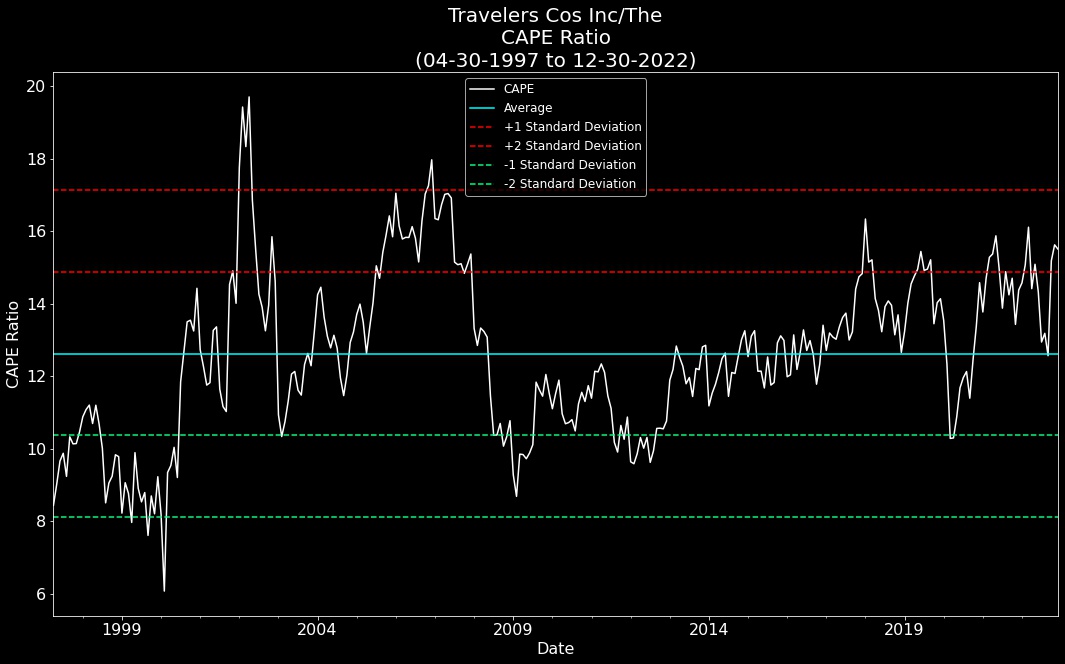 Travelers Cos Inc/The
CAPE Ratio
(04-30-1997 to 12-30-2022)
CAPE
Average
+1 Standard Deviation
+2 Standard Deviation
-1 Standard Deviation
-2 Standard Deviation
CAPE Ratio
20
18
16
14
12
10
8
6
1999 2004 2009 2014 2019
Date